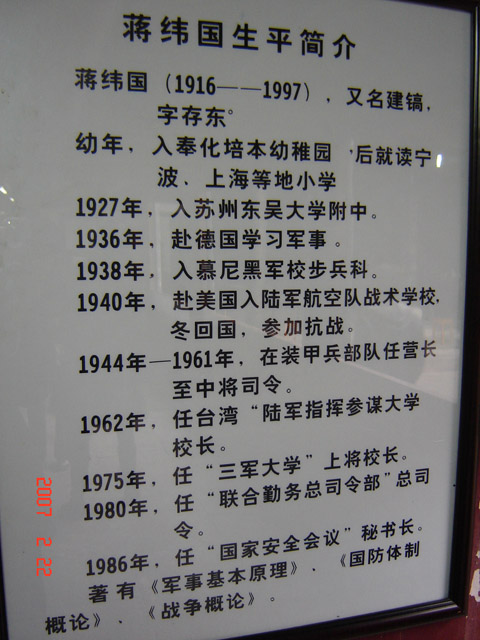 蒋纬国生平简介
蒋纬国（1916——1997），又名建镐，
字存东。
幼年，入奉化培本幼稚园，后就读宁
波、上海等地小学
1927年，入苏州东吴大学附中。
1936年，赴德国学习军事。
1938年，入慕尼黑军校步兵科。
1940年，赴美国入陆军航空队战术学校，
冬回国，参加抗战。
1944年—1961年，在装甲兵部队任营长
至中将司令。
1962年，任台湾“陆军指挥参谋大学
校长。
1975年，任“三军大学”上将校长。
1980年，任“联合勤务总司令部”总司
令。
1986年，任“国家安全会议”秘书长。
著有《军事基本原理》、《国防体制
概论》、《战争概论》。
2007 2 22